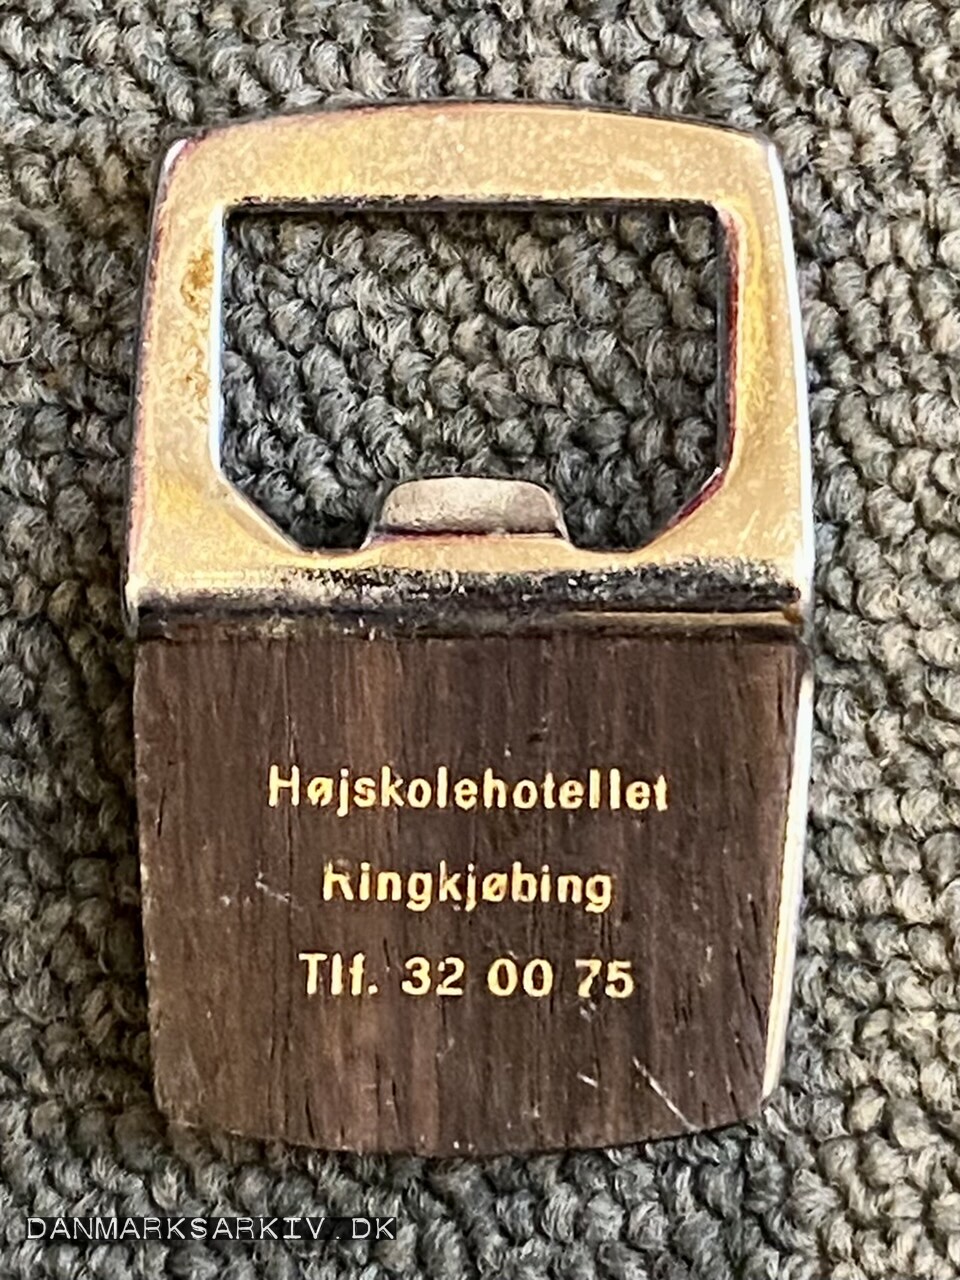 Højskolehotellet
Ringkjøbing
Tlf. 32 00 75
DANMARKSARKIV.DK